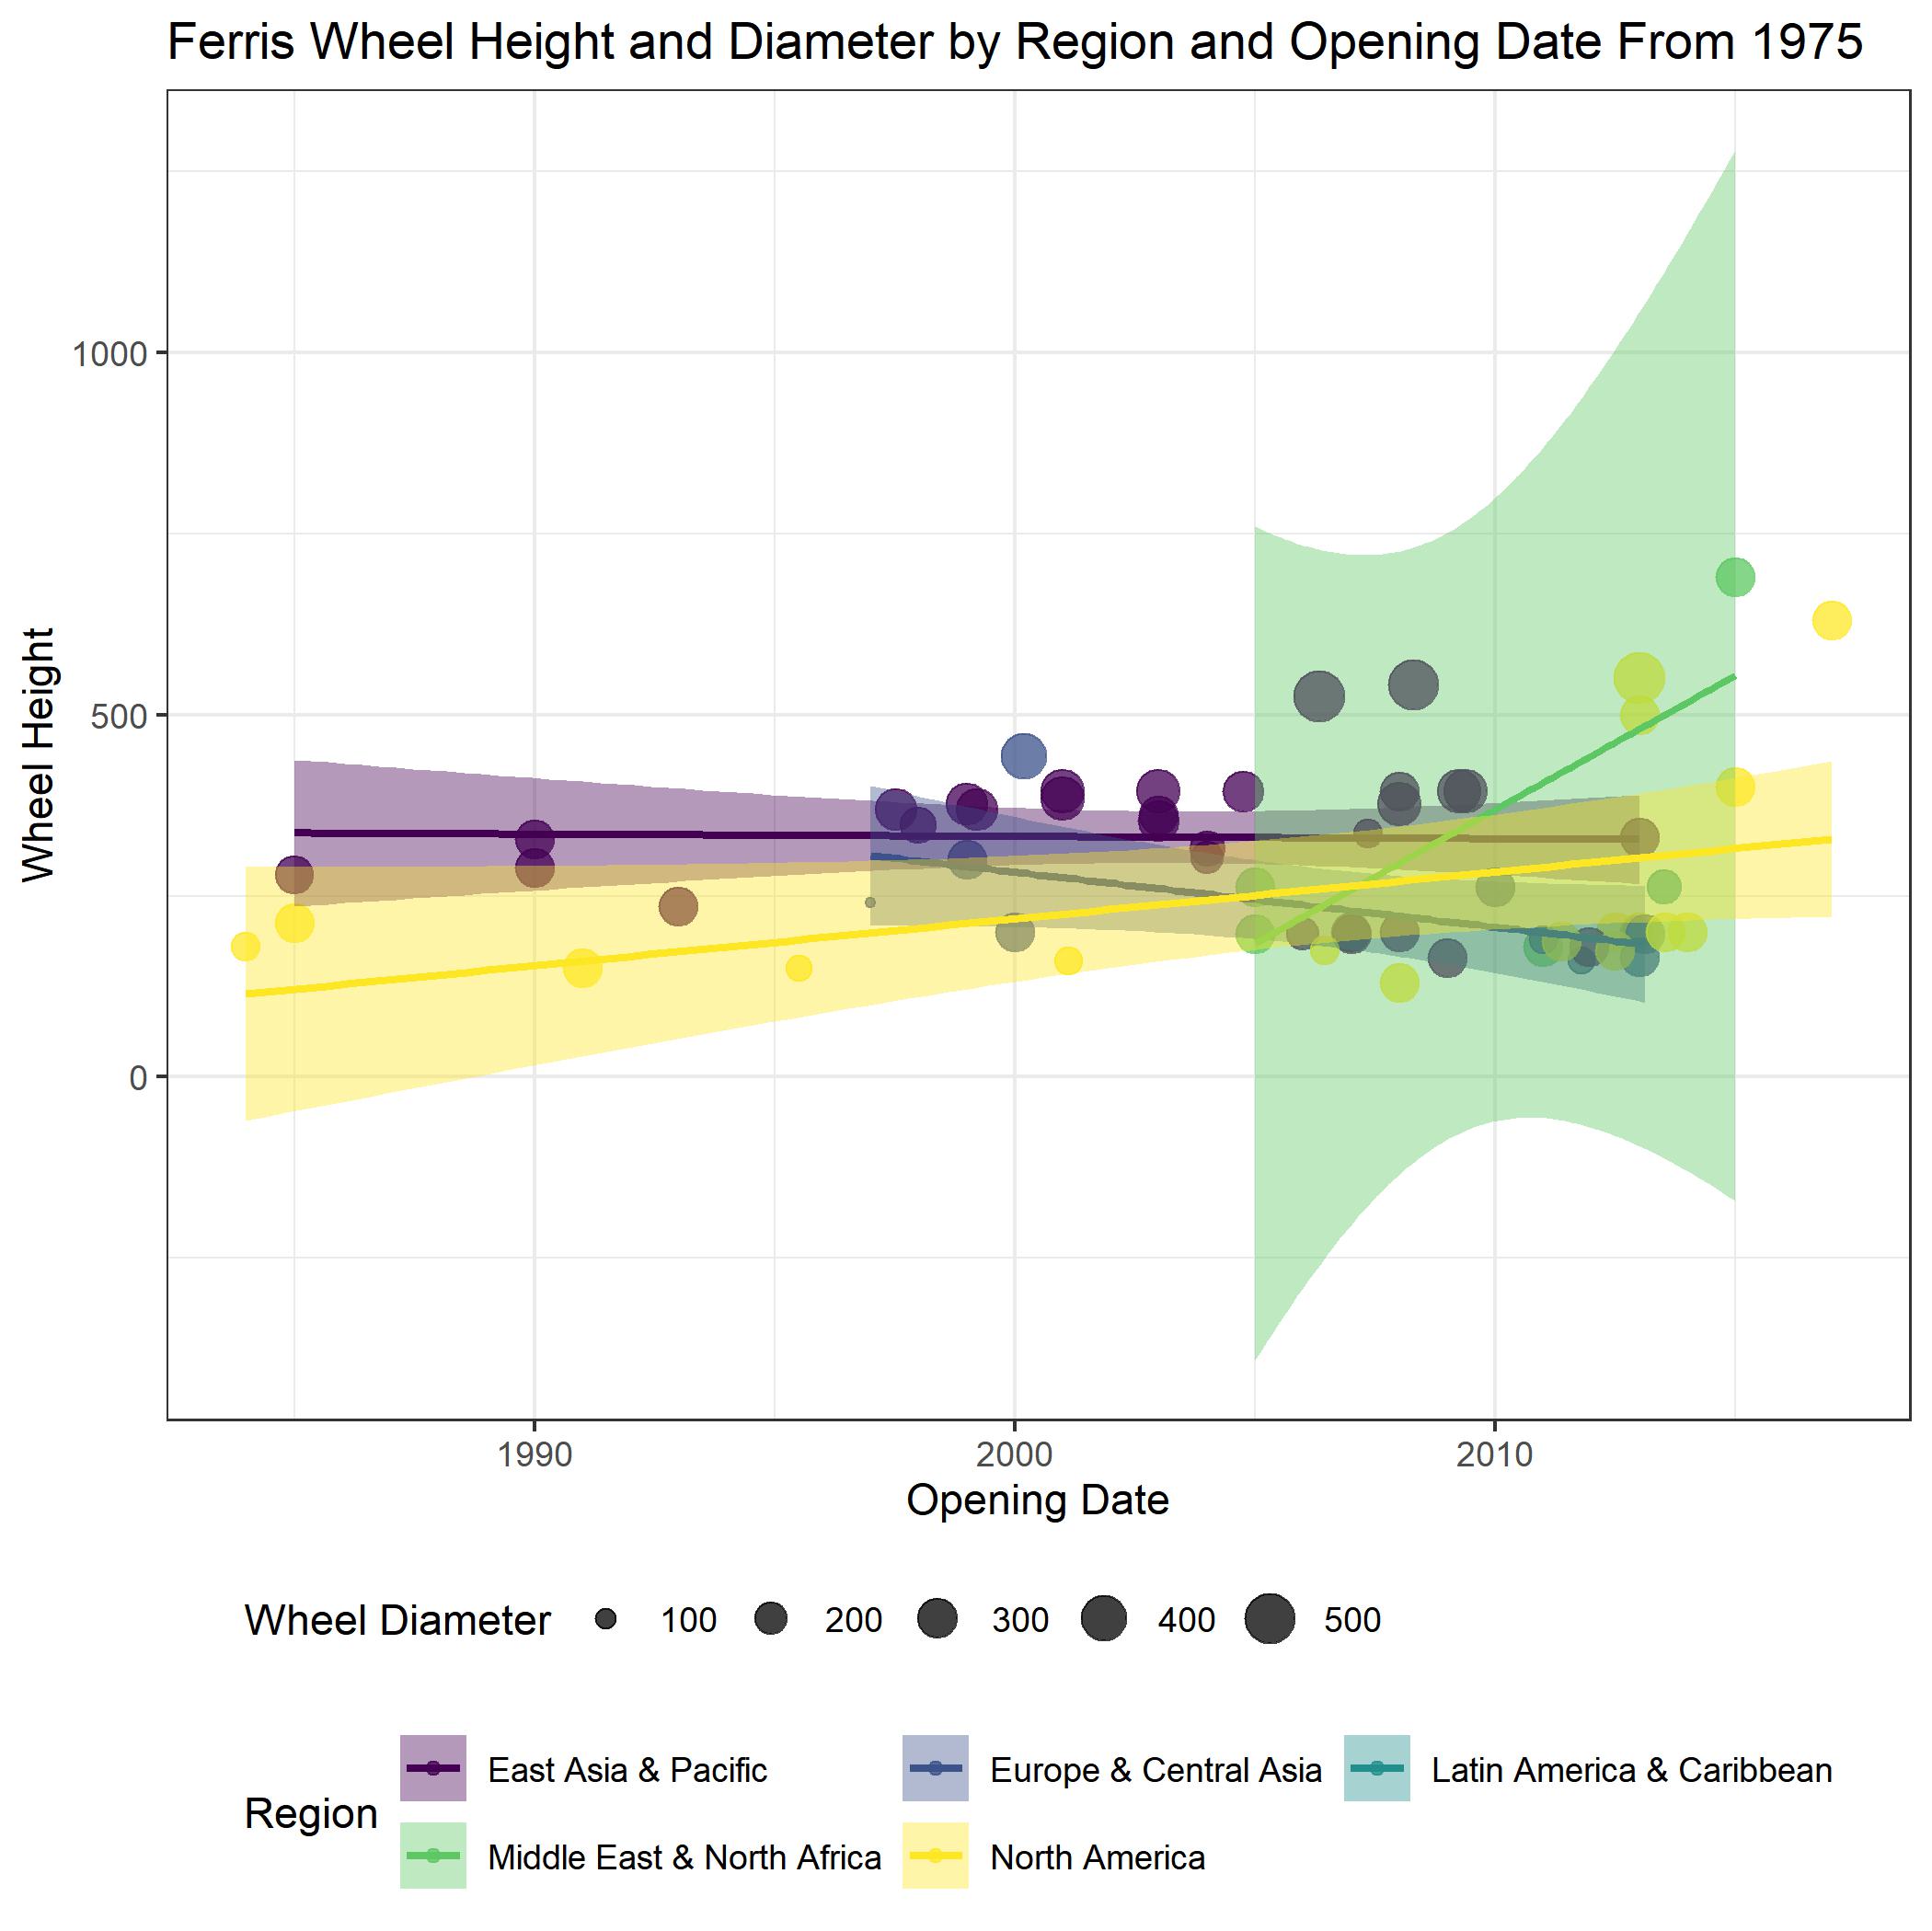 Ferris Wheel Height and Diameter by Region and Opening Date From 1975
1000
500
0
Wheel Height
1990 2000 2010
Opening Date
Wheel Diameter 100 200 300 400 500
Region
East Asia & Pacific Europe & Central Asia Latin America & Caribbean
Middle East & North Africa North America